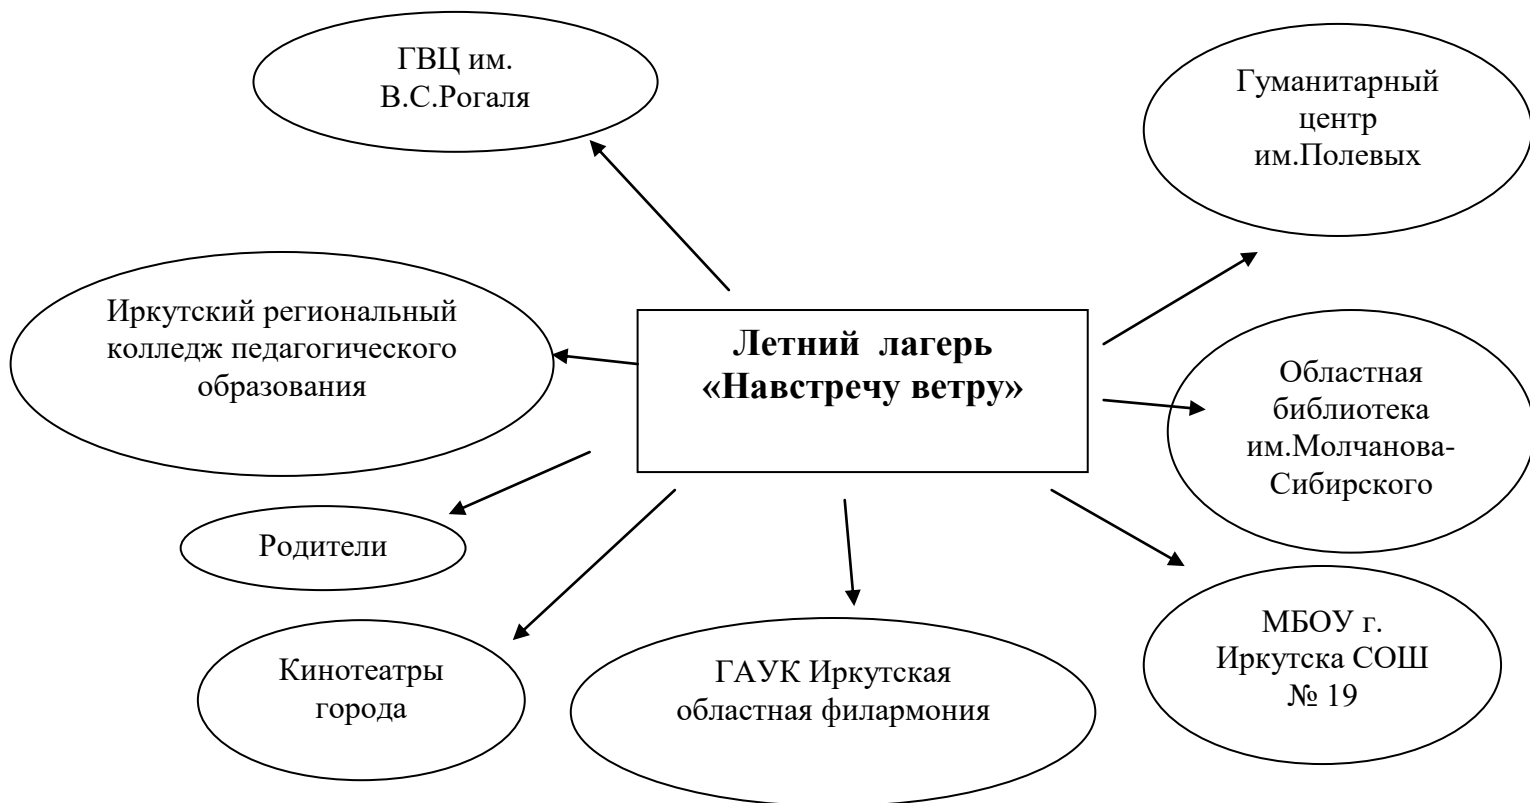 ГВЦ им.
В.С.Рогаля
Гуманитарный
центр
им.Полевых
Иркутский региональный
колледж педагогического
образования
Летний лагерь
«Навстречу ветру»
Областная
библиотека
им.Молчанова-
Сибирского
Родители
Кинотеатры
города
ГАУК Иркутская
областная филармония
МБОУ г.
Иркутска СОШ
№ 19